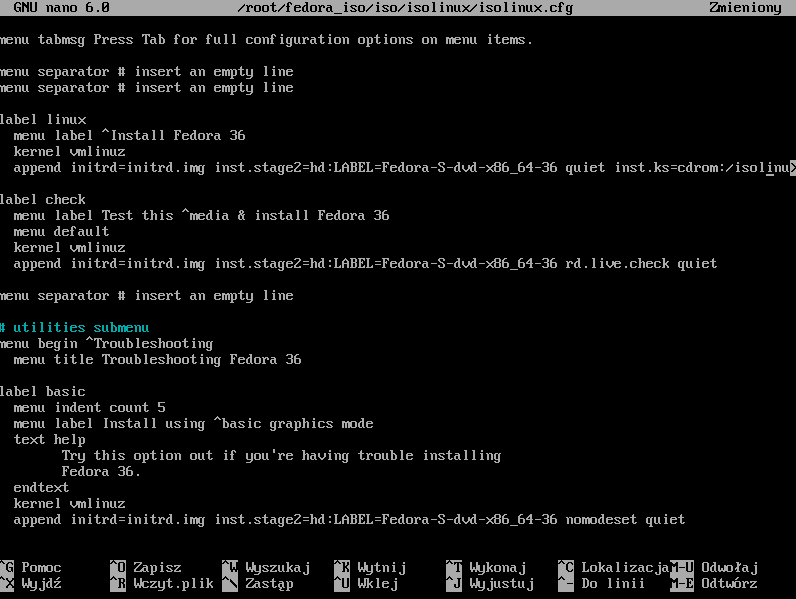 GNU nano 6.0 /root/fedora_iso/iso/isolinux/isolinux.cfg Zmieniony
menu tabmsg Press Tab for full configuration options on menu items.
menu separator # insert an empty line
menu separator # insert an empty line
label linux
menu label ^Install Fedora 36
kernel vmlinuz
append initrd=initrd.img inst.stage2=hd:LABEL=Fedora-S-dvd-x86_64-36 quiet inst.ks=cdrom:/isolinu>
label check
menu label Test this ^media & install Fedora 36
menu default
kernel vmlinuz
append initrd=initrd.img inst.stage2=hd:LABEL=Fedora-S-dvd-x86_64-36 rd.live.check quiet
menu separator # insert an empty line
# utilities submenu
menu begin ^Troubleshooting
menu title Troubleshooting Fedora 36
label basic
menu indent count 5
menu label Install using ^basic graphics mode
text help
Try this option out if you're having trouble installing
Fedora 36.
endtext
kernel vmlinuz
append initrd=initrd.img inst.stage2=hd:LABEL=Fedora-S-dvd-x86_64-36 nomodeset quiet
^G Pomoc ^O Zapisz ^W Wyszukaj ^K Wytnij ^T Wykonaj ^C Lokalizacja M-U Odwołaj
^X Wyjdź ^R Wczyt.plik ^\ Zastąp ^U Wklej ^J Wyjustuj ^- Do linii M-E Odtwórz